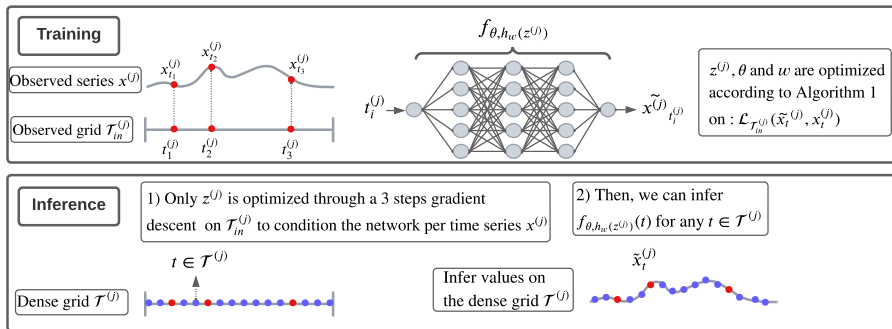 Training
Observed series $x^{(j)}$
$x_{t_1}^{(j)}$ $x_{t_2}^{(j)}$ $x_{t_3}^{(j)}$
Observed grid $\mathcal{T}_{in}^{(j)}$
$t_1^{(j)}$ $t_2^{(j)}$ $t_3^{(j)}$
$f_{\theta, h_w(z^{(j)})}$
$t_i^{(j)}$
$\tilde{x^{(j)}}_{t_i^{(j)}}$
$z^{(j)}, \theta$ and $w$ are optimized
according to Algorithm 1
on : $\mathcal{L}_{\mathcal{T}_{in}^{(j)}}(\tilde{x}_t^{(j)}, x_t^{(j)})$
Inference
1) Only $z^{(j)}$ is optimized through a 3 steps gradient
descent on $\mathcal{T}_{in}^{(j)}$ to condition the network per time series $x^{(j)}$
2) Then, we can infer
$f_{\theta, h_w(z^{(j)})}(t)$ for any $t \in \mathcal{T}^{(j)}$
$t \in \mathcal{T}^{(j)}$
Dense grid $\mathcal{T}^{(j)}$
Infer values on
the dense grid $\mathcal{T}^{(j)}$
$\tilde{x}_t^{(j)}$